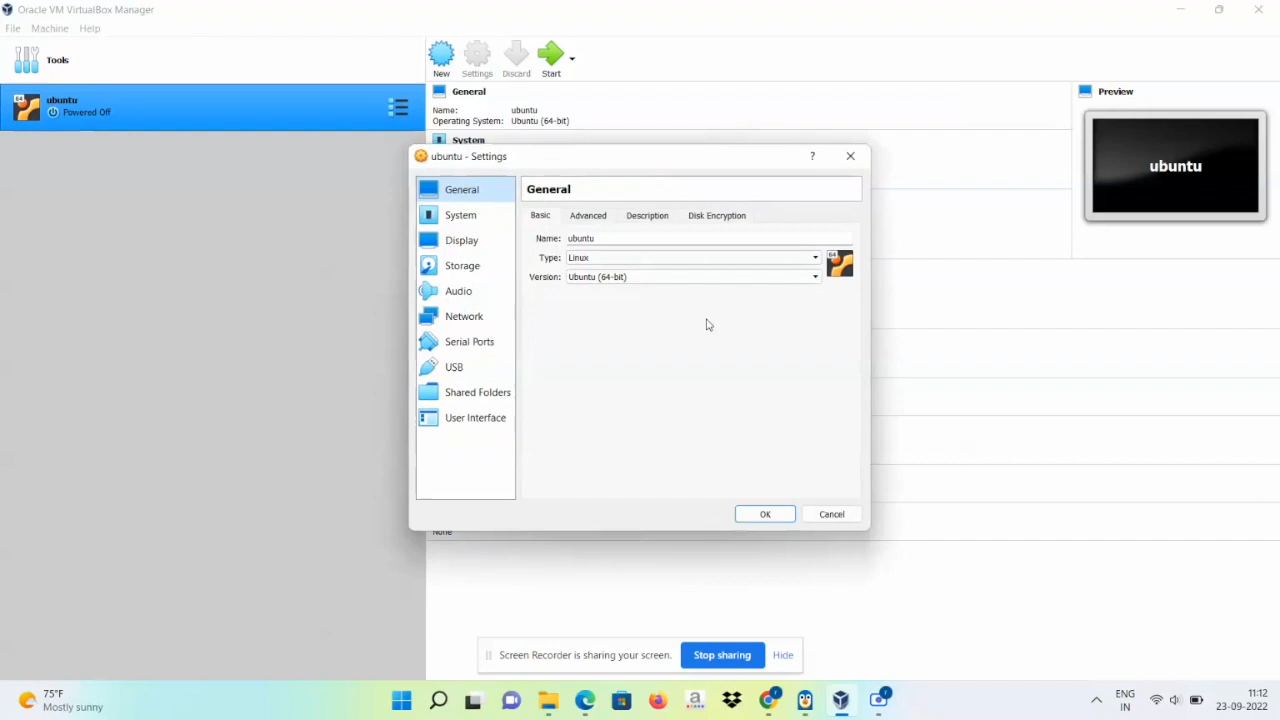 Oracle VM VirtualBox Manager
File Machine Help
Tools
New Settings Discard Start
64 ubuntu
Powered Off
General
Name: ubuntu
Operating System: Ubuntu (64-bit)
System
Preview
ubuntu
ubuntu - Settings
?
General
System
Display
Storage
Audio
Network
Serial Ports
USB
Shared Folders
User Interface
General
Basic Advanced Description Disk Encryption
Name: ubuntu
Type: Linux
64
Version: Ubuntu (64-bit)
OK Cancel
None
Screen Recorder is sharing your screen. Stop sharing Hide
75°F
Mostly sunny
a
ENG
IN
11:12
23-09-2022